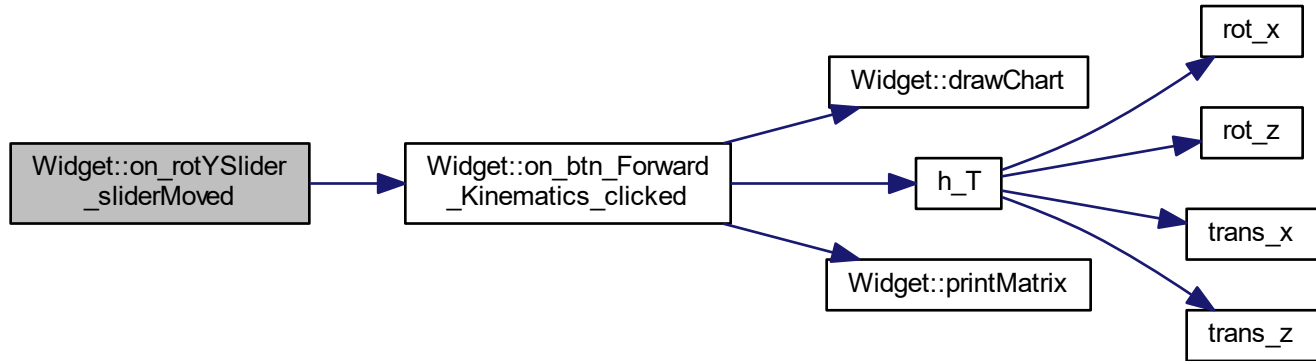 Widget::on_rotYSlider
_sliderMoved
Widget::on_btn_Forward
_Kinematics_clicked
Widget::drawChart
h_T
Widget::printMatrix
rot_x
rot_z
trans_x
trans_z